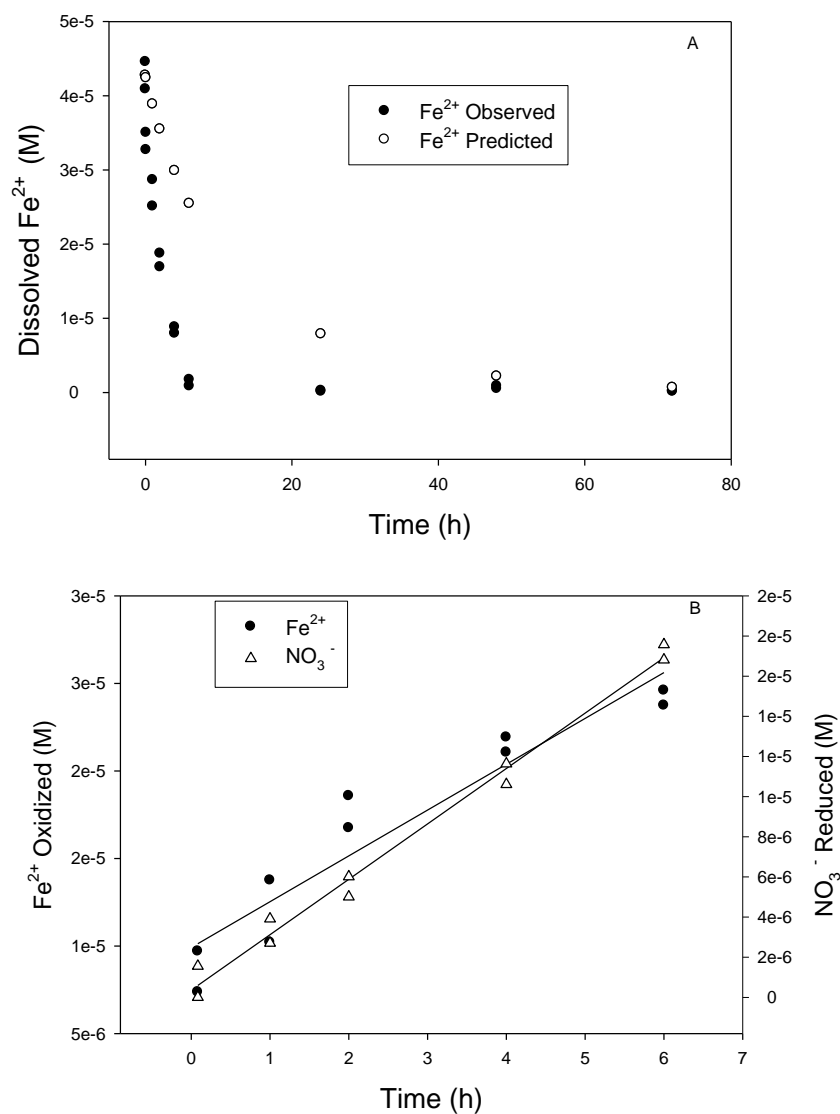 A
Fe²⁺ Observed
Fe²⁺ Predicted
Dissolved Fe²⁺ (M)
5e-5
4e-5
3e-5
2e-5
1e-5
0
0 20 40 60 80
Time (h)
B
Fe²⁺
NO₃⁻
Fe²⁺ Oxidized (M)
3e-5
3e-5
2e-5
2e-5
1e-5
5e-6
2e-5
2e-5
2e-5
1e-5
1e-5
1e-5
8e-6
6e-6
4e-6
2e-6
0
NO₃⁻ Reduced (M)
0 1 2 3 4 5 6 7
Time (h)